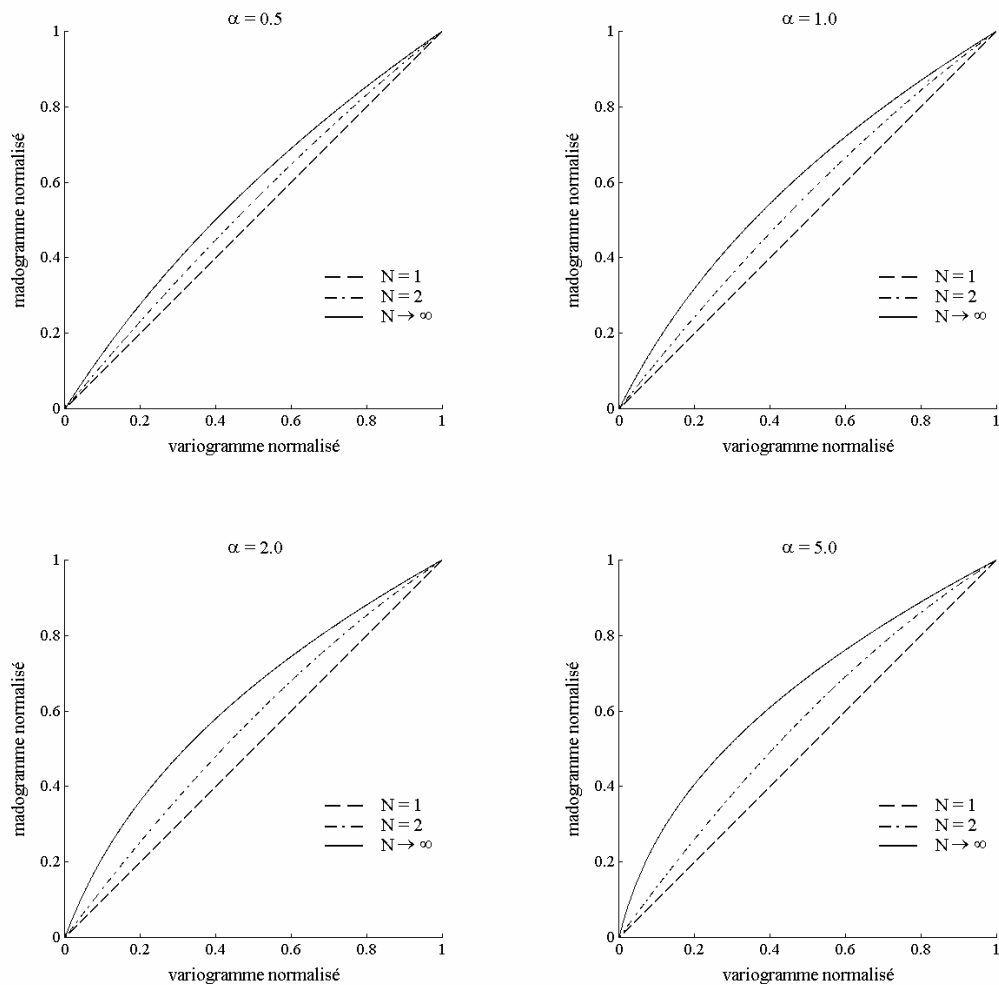 α = 0.5
1
0.8
0.6
0.4
0.2
0
madogramme normalisé
N = 1
N = 2
N → ∞
0 0.2 0.4 0.6 0.8 1
variogramme normalisé
α = 1.0
1
0.8
0.6
0.4
0.2
0
madogramme normalisé
N = 1
N = 2
N → ∞
0 0.2 0.4 0.6 0.8 1
variogramme normalisé
α = 2.0
1
0.8
0.6
0.4
0.2
0
madogramme normalisé
N = 1
N = 2
N → ∞
0 0.2 0.4 0.6 0.8 1
variogramme normalisé
α = 5.0
1
0.8
0.6
0.4
0.2
0
madogramme normalisé
N = 1
N = 2
N → ∞
0 0.2 0.4 0.6 0.8 1
variogramme normalisé